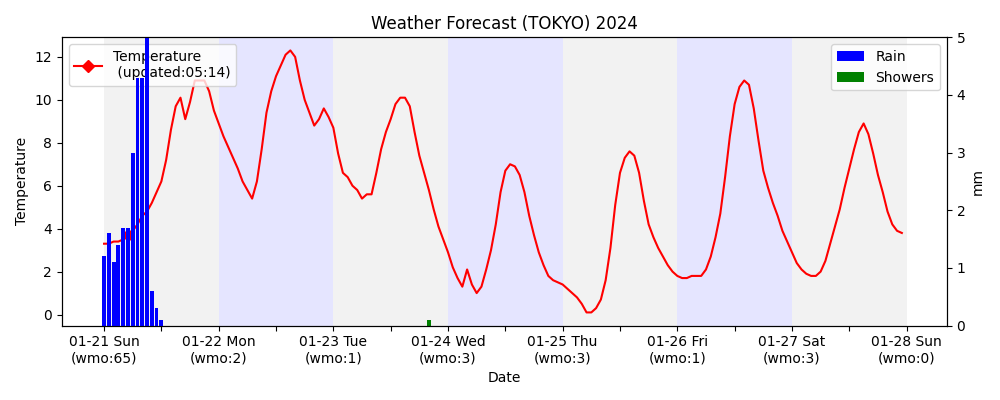 Weather Forecast (TOKYO) 2024
Temperature
(updated:05:14)
Rain
Showers
12
10
8
6
4
2
0
Temperature
5
4
3
2
1
0
mm
01-21 Sun
(wmo:65)
01-22 Mon
(wmo:2)
01-23 Tue
(wmo:1)
01-24 Wed
(wmo:3)
01-25 Thu
(wmo:3)
01-26 Fri
(wmo:1)
01-27 Sat
(wmo:3)
01-28 Sun
(wmo:0)
Date